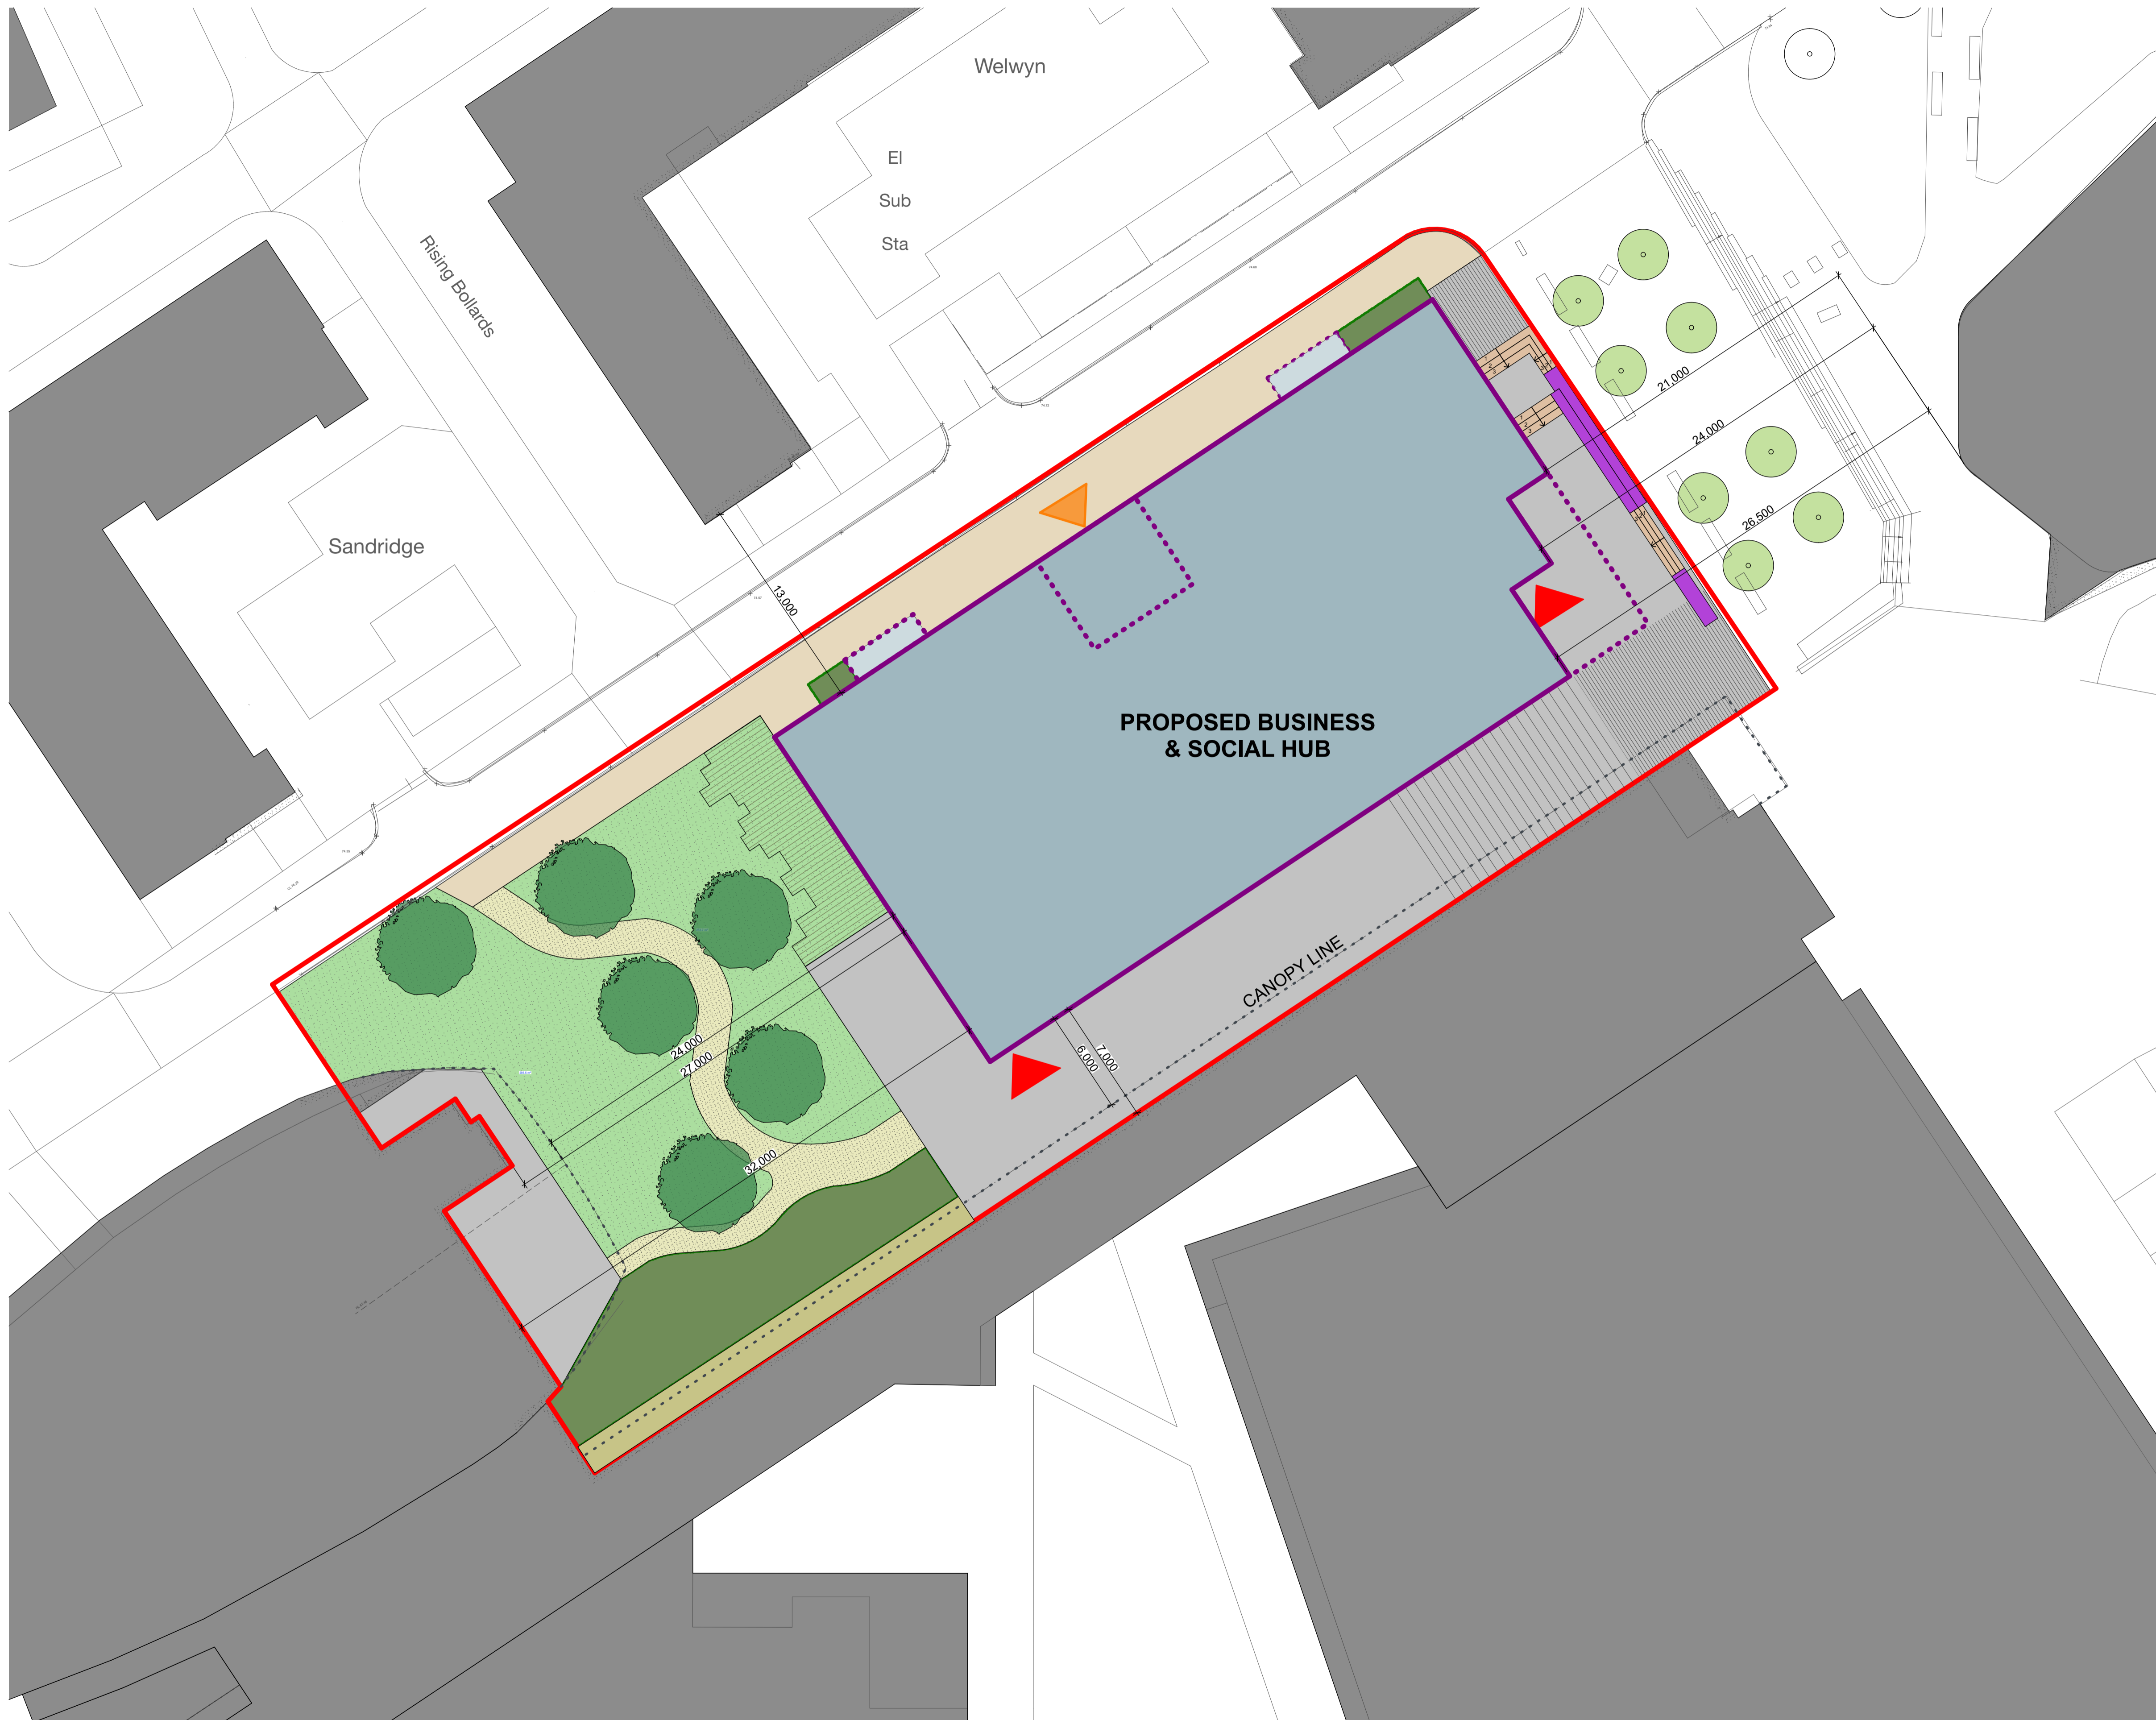 Welwyn
El
Sub
Sta
Rising Bollards
Sandridge
21,000
24,000
26,500
13,000
PROPOSED BUSINESS
& SOCIAL HUB
CANOPY LINE
24,000
27,000
6,000
7,000
32,000